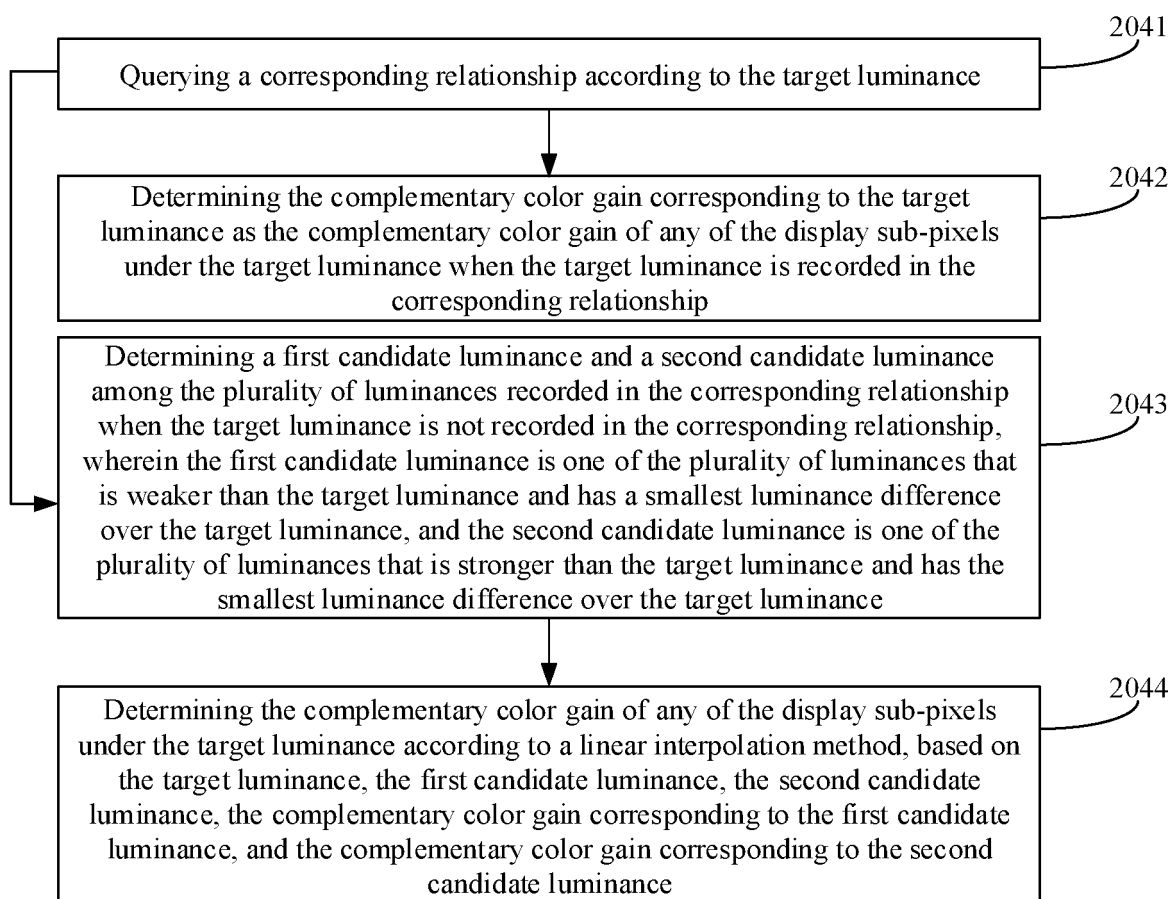 2041
Querying a corresponding relationship according to the target luminance
2042
Determining the complementary color gain corresponding to the target
luminance as the complementary color gain of any of the display sub-pixels
under the target luminance when the target luminance is recorded in the
corresponding relationship
Determining a first candidate luminance and a second candidate luminance
among the plurality of luminances recorded in the corresponding relationship
when the target luminance is not recorded in the corresponding relationship,
2043
wherein the first candidate luminance is one of the plurality of luminances that
is weaker than the target luminance and has a smallest luminance difference
over the target luminance, and the second candidate luminance is one of the
plurality of luminances that is stronger than the target luminance and has the
smallest luminance difference over the target luminance
2044
Determining the complementary color gain of any of the display sub-pixels
under the target luminance according to a linear interpolation method, based on
the target luminance, the first candidate luminance, the second candidate
luminance, the complementary color gain corresponding to the first candidate
luminance, and the complementary color gain corresponding to the second
candidate luminance